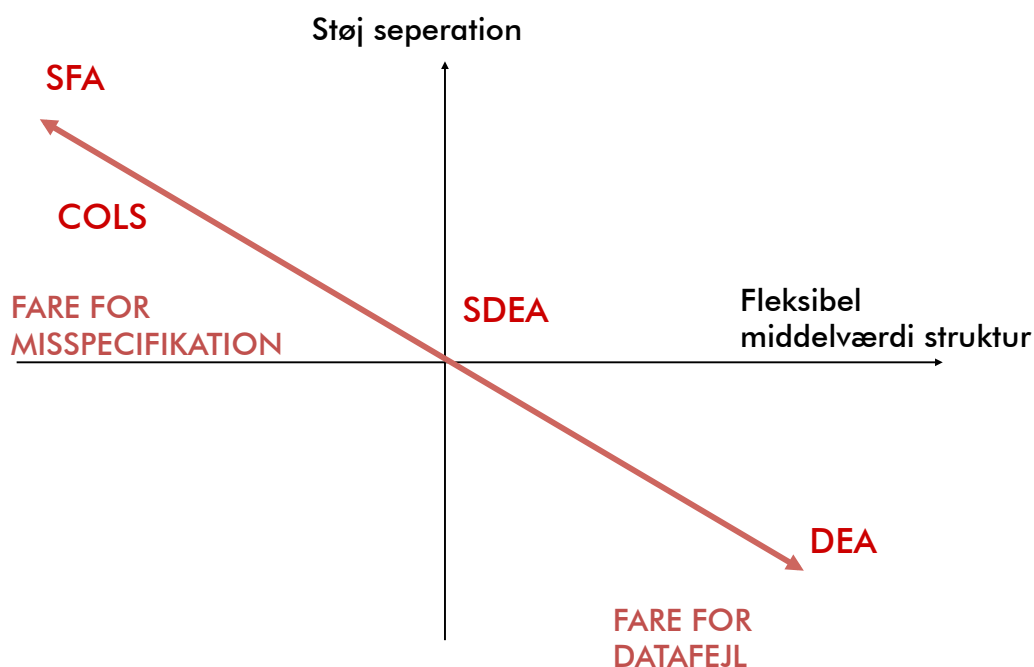 Støj seperation
SFA
COLS
FARE FOR
MISSPECIFIKATION
SDEA
Fleksibel
middelværdi struktur
DEA
FARE FOR
DATAFEJL